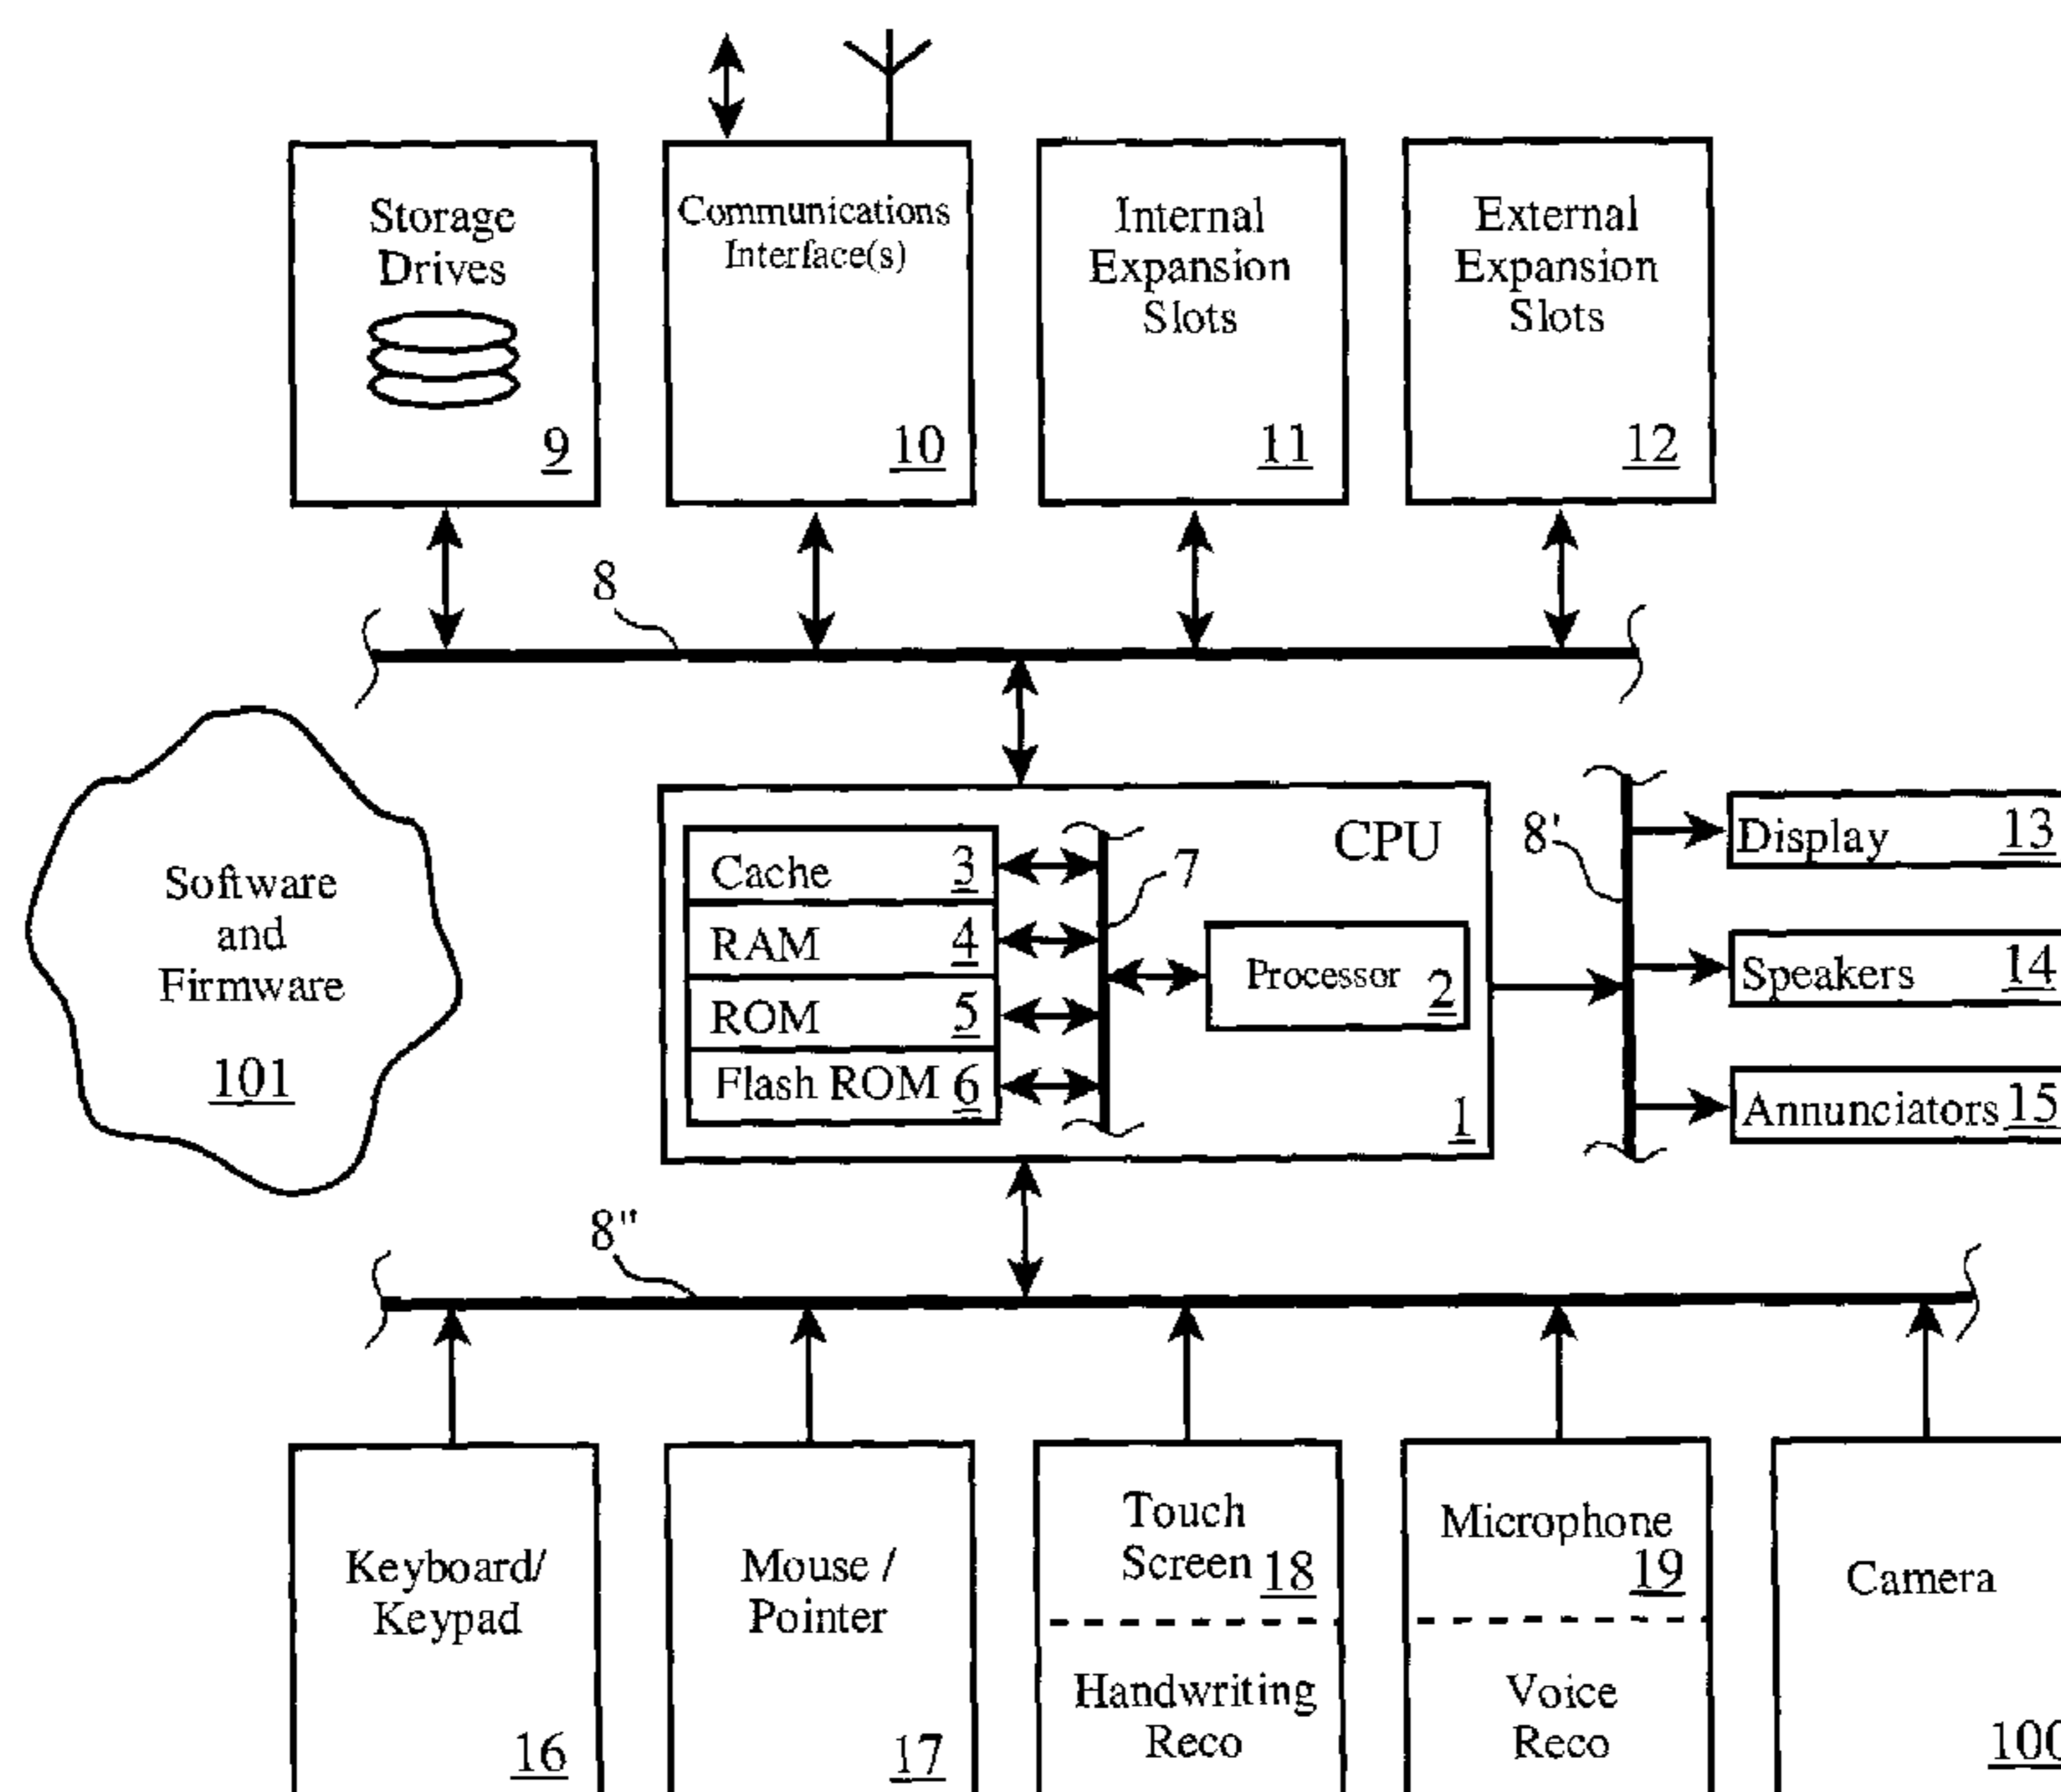 Storage
Drives
9
Communications
Interface(s)
10
Internal
Expansion
Slots
11
External
Expansion
Slots
12
8
Software
and
Firmware
101
CPU
Cache 3
RAM 4
ROM 5
Flash ROM 6
7
Processor 2
1
8'
Display 13
Speakers 14
Annunciators 15
8"
Keyboard/
Keypad
16
Mouse /
Pointer
17
Touch
Screen 18
Handwriting
Reco
Microphone
19
Voice
Reco
Camera
100